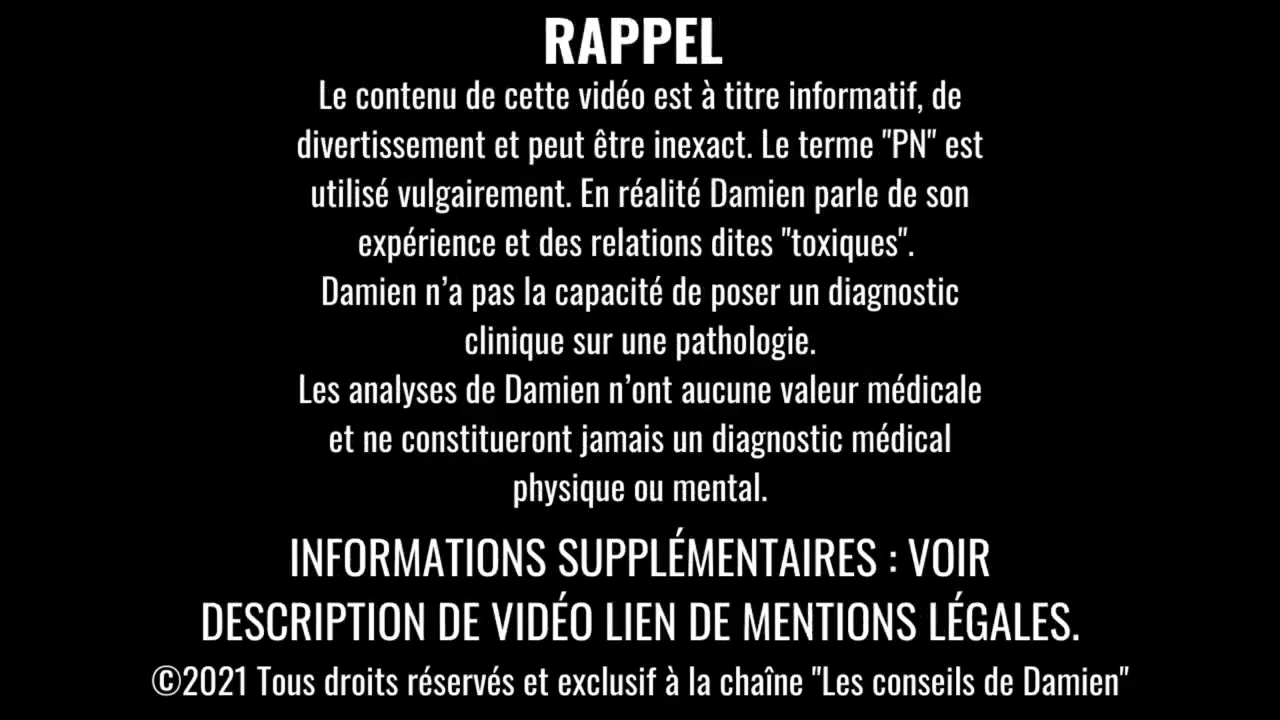 RAPPEL
Le contenu de cette vidéo est à titre informatif, de
divertissement et peut être inexact. Le terme "PN" est
utilisé vulgairement. En réalité Damien parle de son
expérience et des relations dites "toxiques".
Damien n’a pas la capacité de poser un diagnostic
clinique sur une pathologie.
Les analyses de Damien n’ont aucune valeur médicale
et ne constitueront jamais un diagnostic médical
physique ou mental.
INFORMATIONS SUPPLÉMENTAIRES : VOIR
DESCRIPTION DE VIDÉO LIEN DE MENTIONS LÉGALES.
©2021 Tous droits réservés et exclusif à la chaîne "Les conseils de Damien"